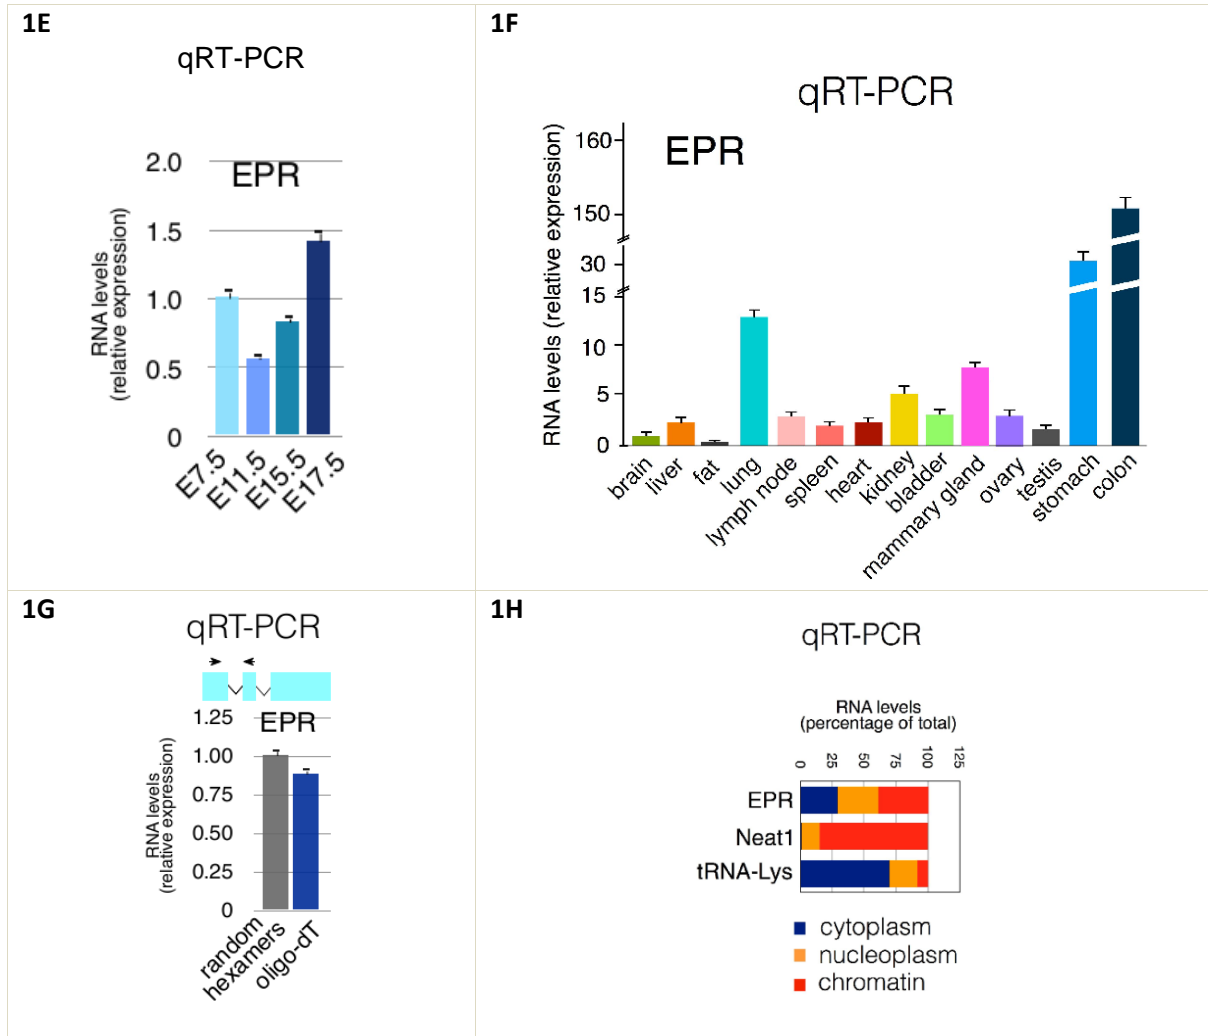 1E
qRT-PCR
EPR
RNA levels
(relative expression)
2.0
1.5
1.0
0.5
0
E7.5
E11.5
E15.5
E17.5
1F
qRT-PCR
EPR
RNA levels (relative expression)
160
150
30
15
10
5
0
brain
liver
fat
lung
lymph node
spleen
heart
kidney
bladder
mammary gland
ovary
testis
stomach
colon
1G
qRT-PCR
EPR
RNA levels
(relative expression)
1.25
1.00
0.75
0.50
0.25
0
random
hexamers
oligo-dT
1H
qRT-PCR
RNA levels
(percentage of total)
0
25
50
75
100
125
EPR
Neat1
tRNA-Lys
cytoplasm
nucleoplasm
chromatin